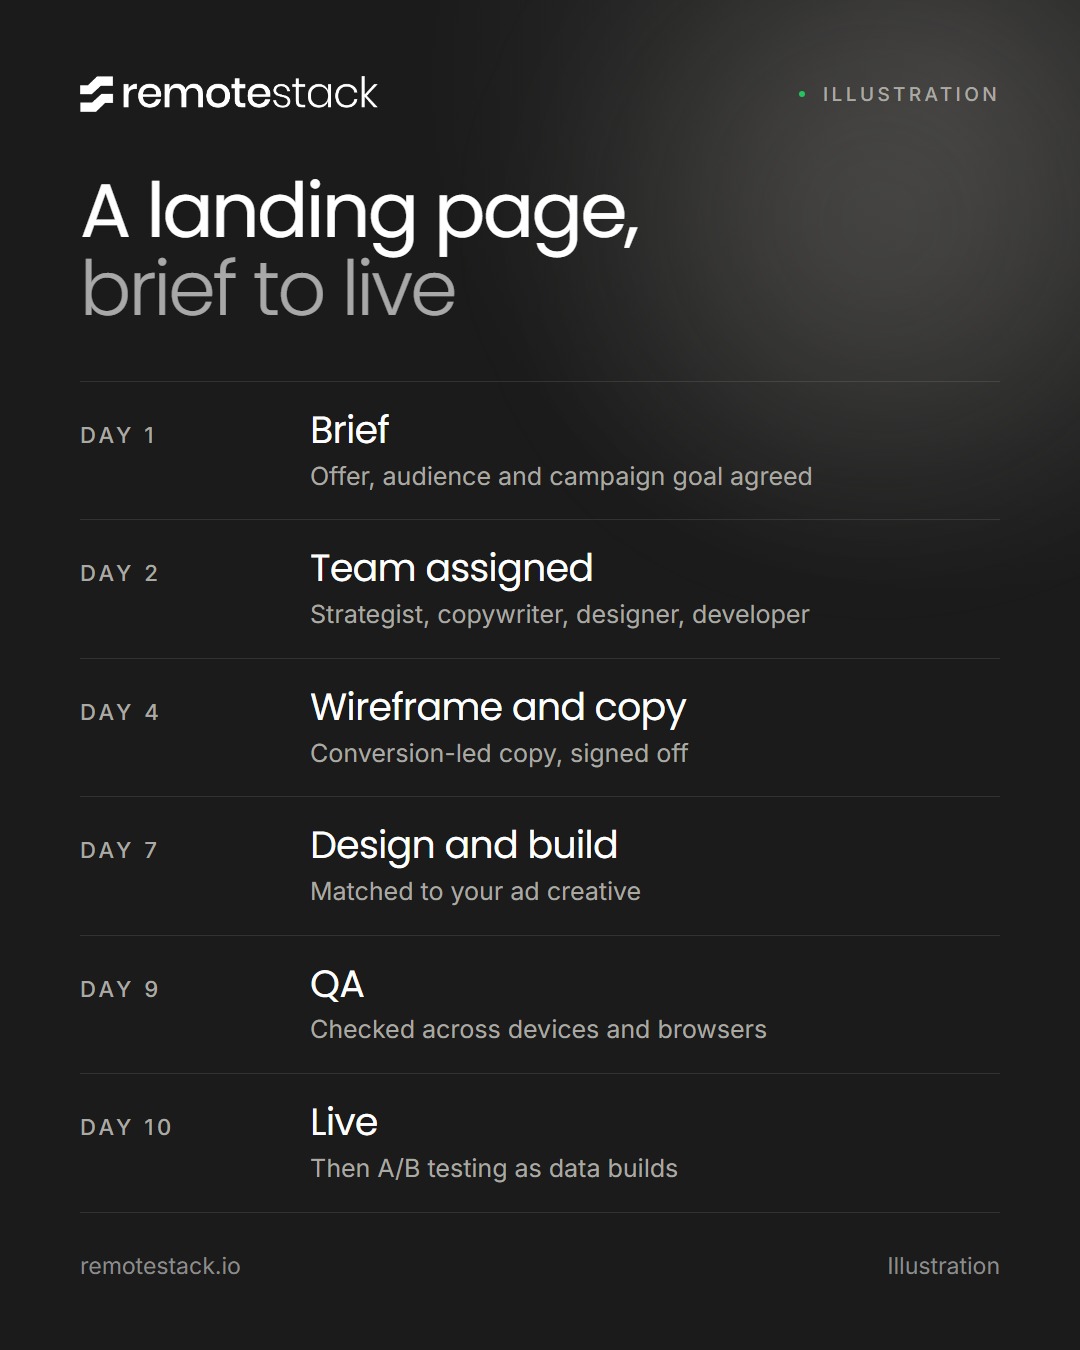 remotestack
ILLUSTRATION
A landing page,
brief to live
DAY 1
Brief
Offer, audience and campaign goal agreed
DAY 2
Team assigned
Strategist, copywriter, designer, developer
DAY 4
Wireframe and copy
Conversion-led copy, signed off
DAY 7
Design and build
Matched to your ad creative
DAY 9
QA
Checked across devices and browsers
DAY 10
Live
Then A/B testing as data builds
remotestack.io
Illustration